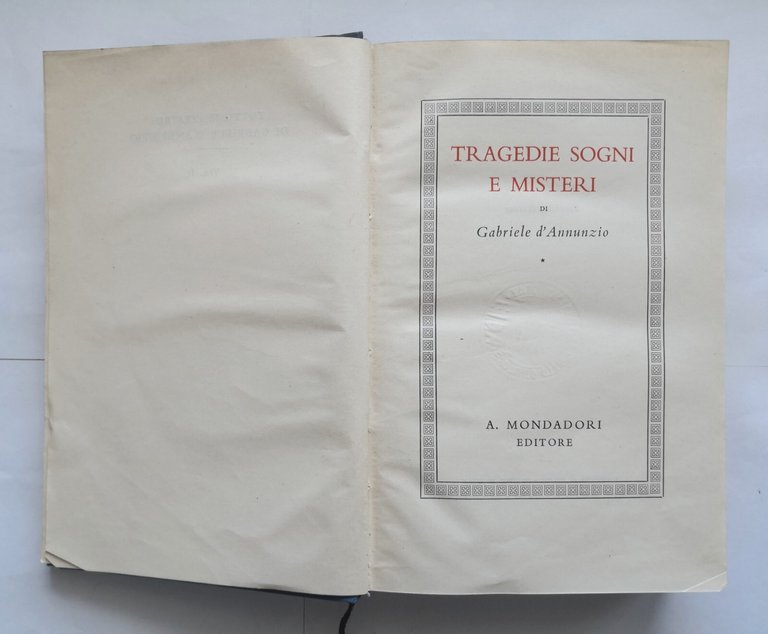 TRAGEDIE SOGNI
E MISTERI
DI
Gabriele d'Annunzio
*
A. MONDADORI
EDITORE